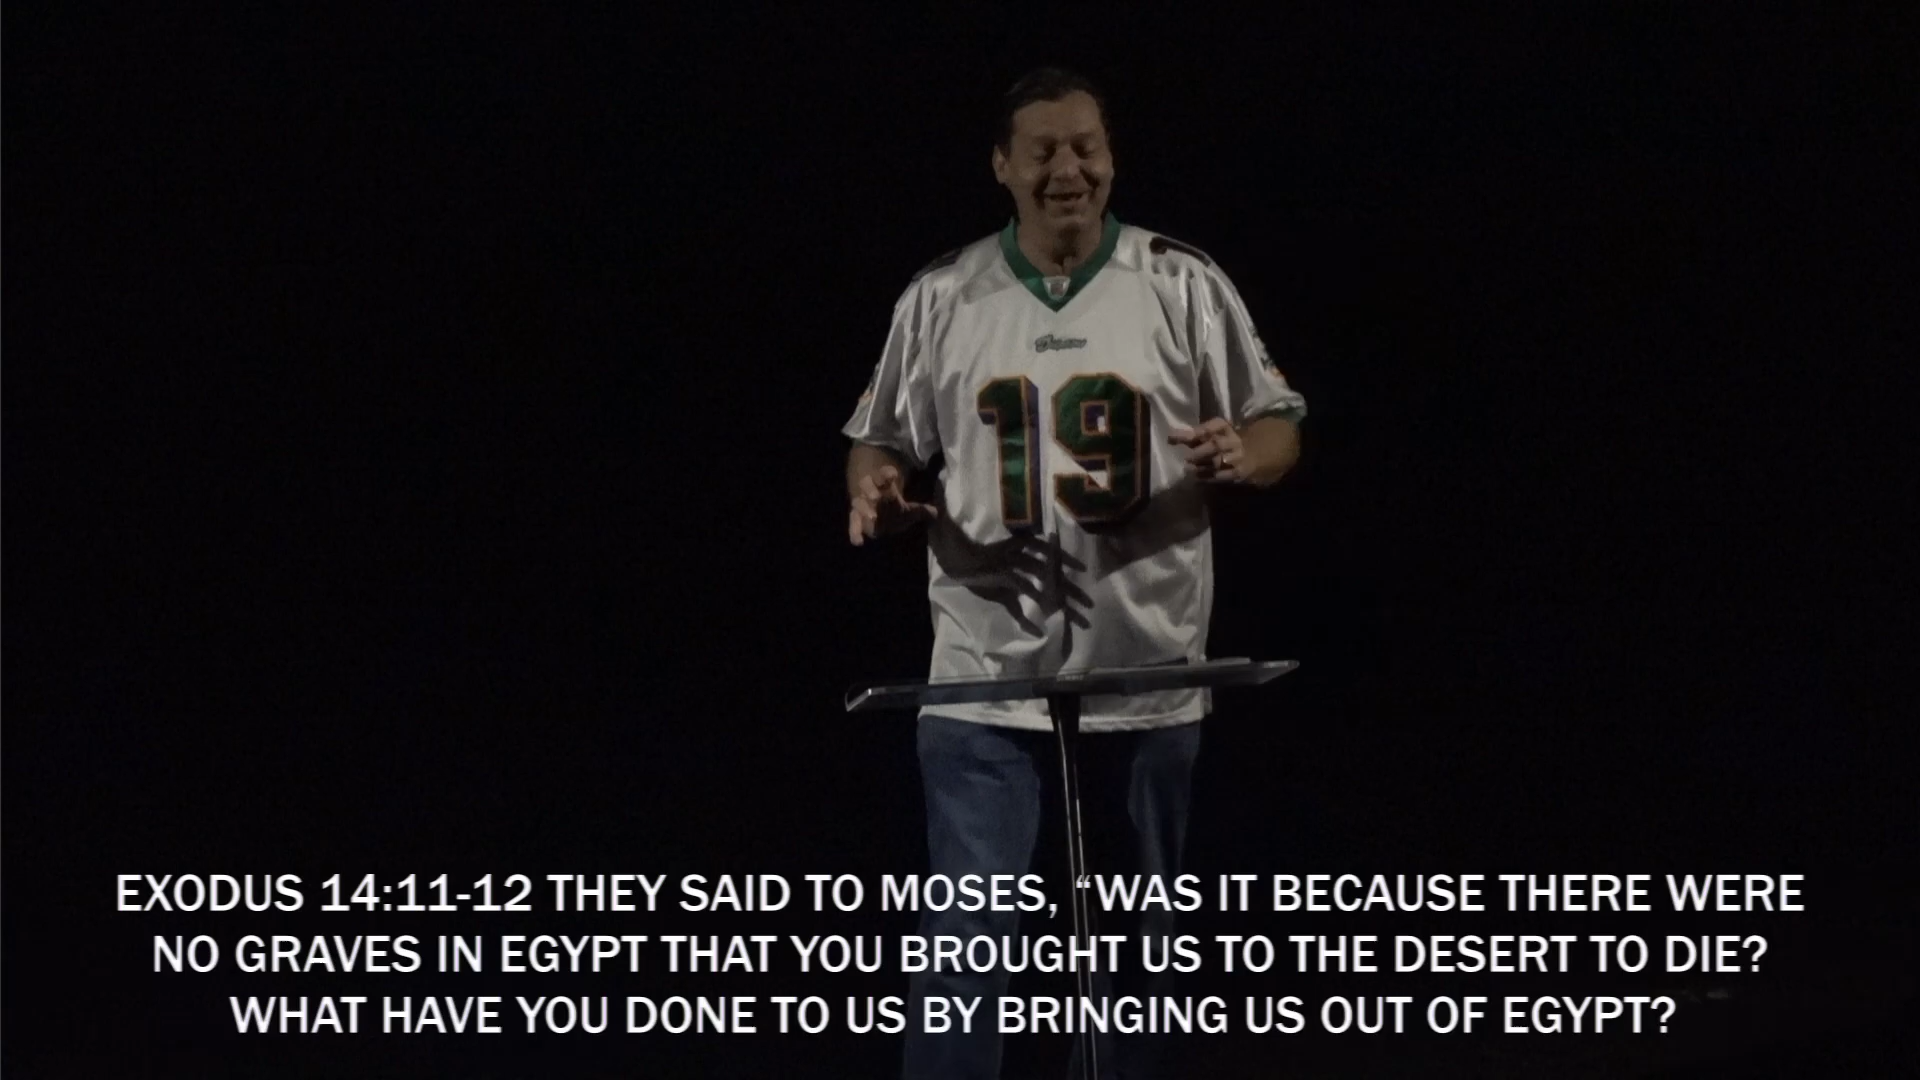 19
EXODUS 14:11-12 THEY SAID TO MOSES, “WAS IT BECAUSE THERE WERE
NO GRAVES IN EGYPT THAT YOU BROUGHT US TO THE DESERT TO DIE?
WHAT HAVE YOU DONE TO US BY BRINGING US OUT OF EGYPT?